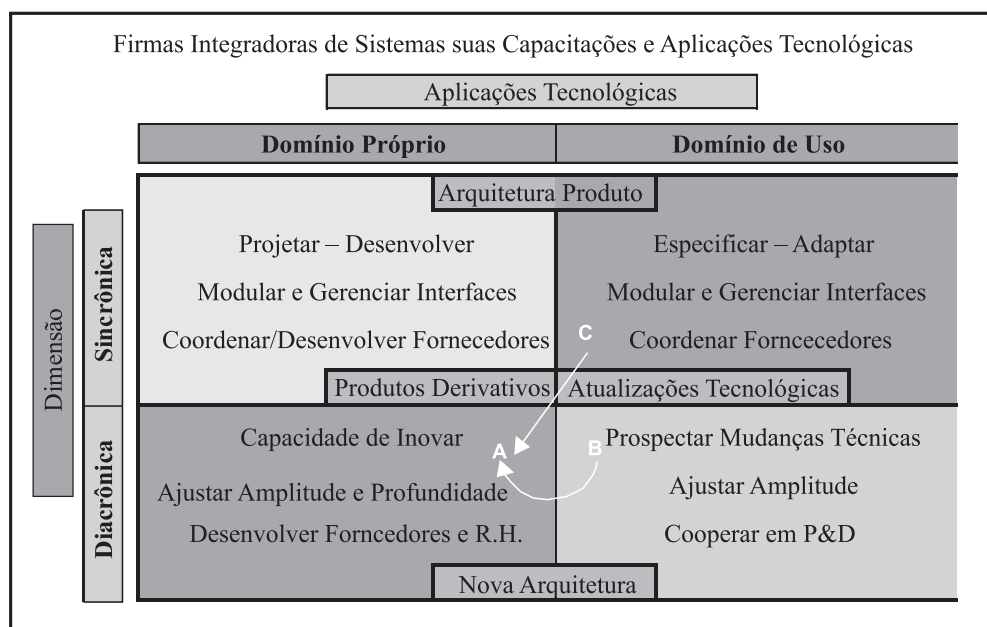 Firmas Integradoras de Sistemas suas Capacitações e Aplicações Tecnológicas
Aplicações Tecnológicas
Domínio Próprio
Domínio de Uso
Dimensão
Sincrônica
Arquitetura Produto
Projetar – Desenvolver
Especificar – Adaptar
Modular e Gerenciar Interfaces
Modular e Gerenciar Interfaces
Coordenar/Desenvolver Fornecedores
C
Coordenar Forncecedores
Produtos Derivativos
Atualizações Tecnológicas
Diacrônica
Capacidade de Inovar
A
B
Prospectar Mudanças Técnicas
Ajustar Amplitude e Profundidade
Ajustar Amplitude
Desenvolver Forncedores e R.H.
Cooperar em P&D
Nova Arquitetura